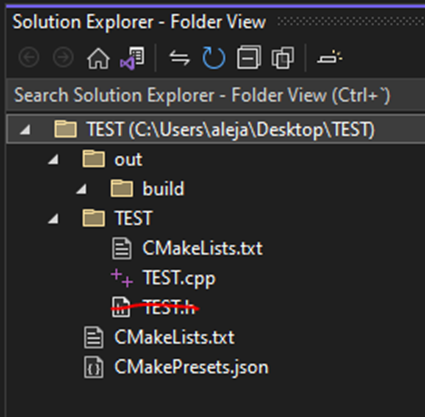 Solution Explorer - Folder View
Search Solution Explorer - Folder View (Ctrl+`)
TEST (C:\Users\aleja\Desktop\TEST)
out
build
TEST
CMakeLists.txt
TEST.cpp
TEST.h
CMakeLists.txt
CMakePresets.json